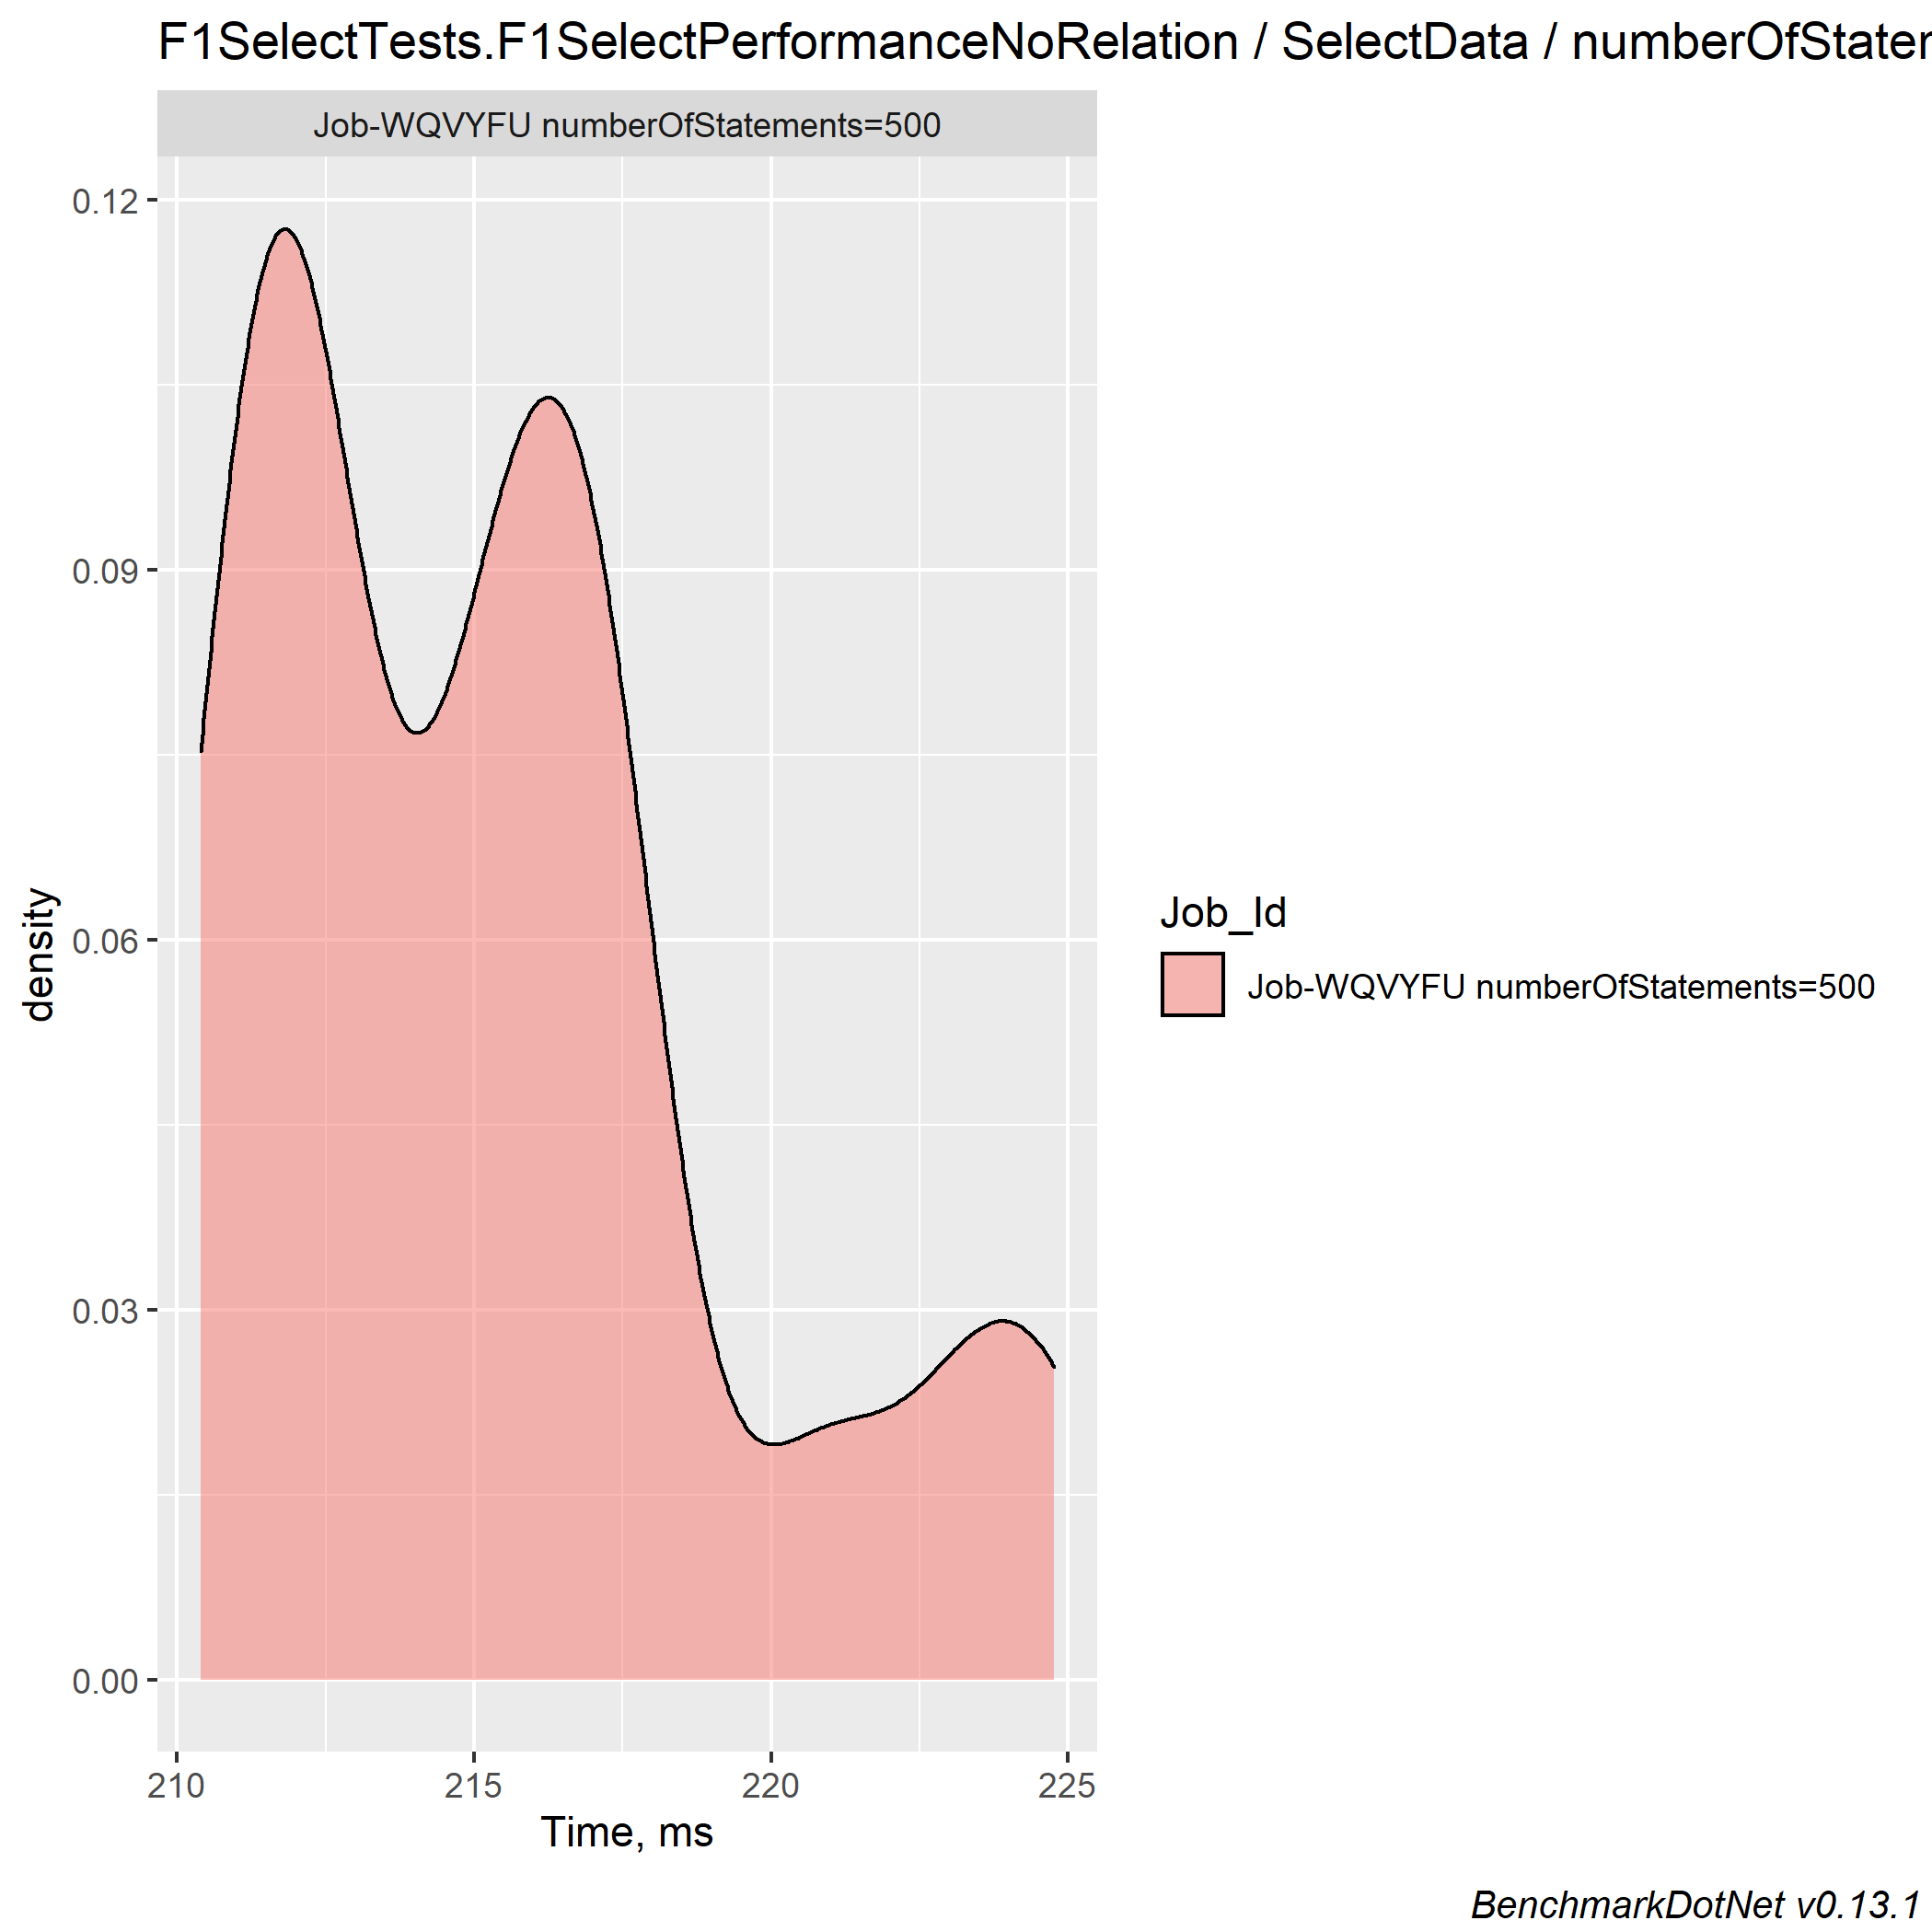 F1SelectTests.F1SelectPerformanceNoRelation / SelectData / numberOfStatem
Job-WQVYFU numberOfStatements=500
0.12
0.09
0.06
0.03
0.00
density
210 215 220 225
Time, ms
Job_Id
Job-WQVYFU numberOfStatements=500
BenchmarkDotNet v0.13.1